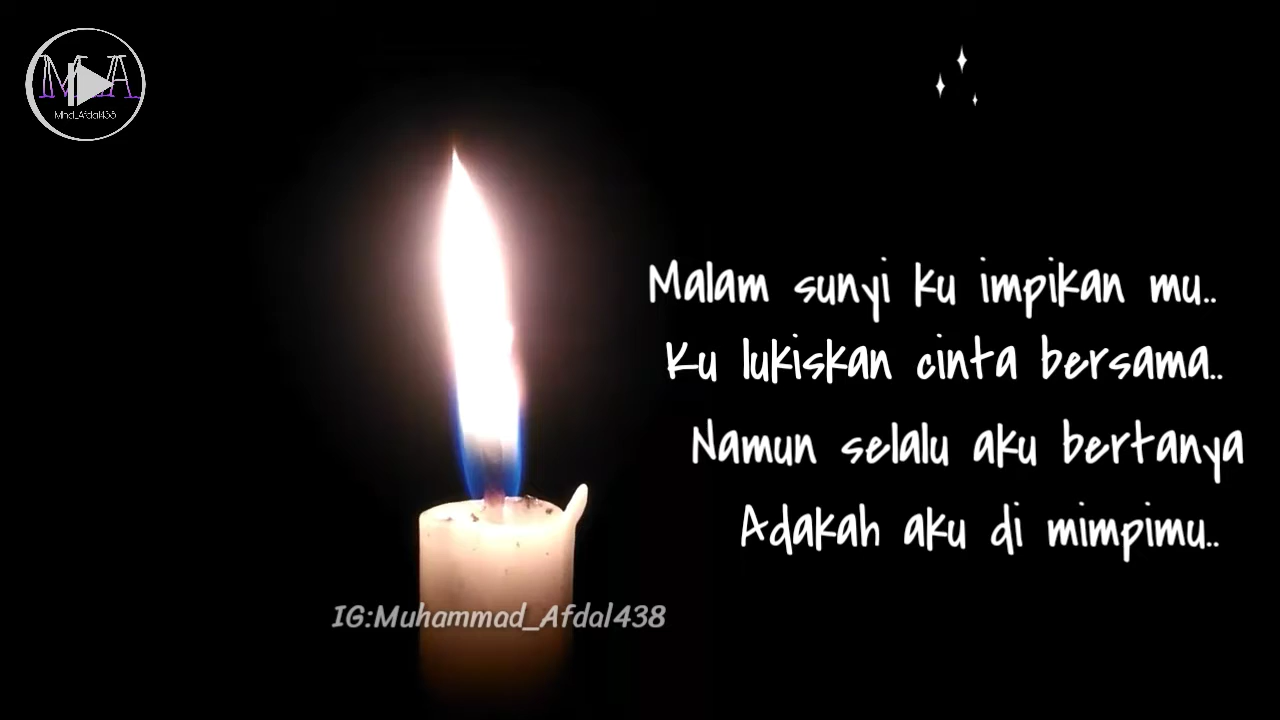 MA
Mhd_Afdal438
Malam sunyi ku impikan mu..
Ku lukiskan cinta bersama..
Namun selalu aku bertanya
Adakah aku di mimpimu..
IG:Muhammad_Afdal438